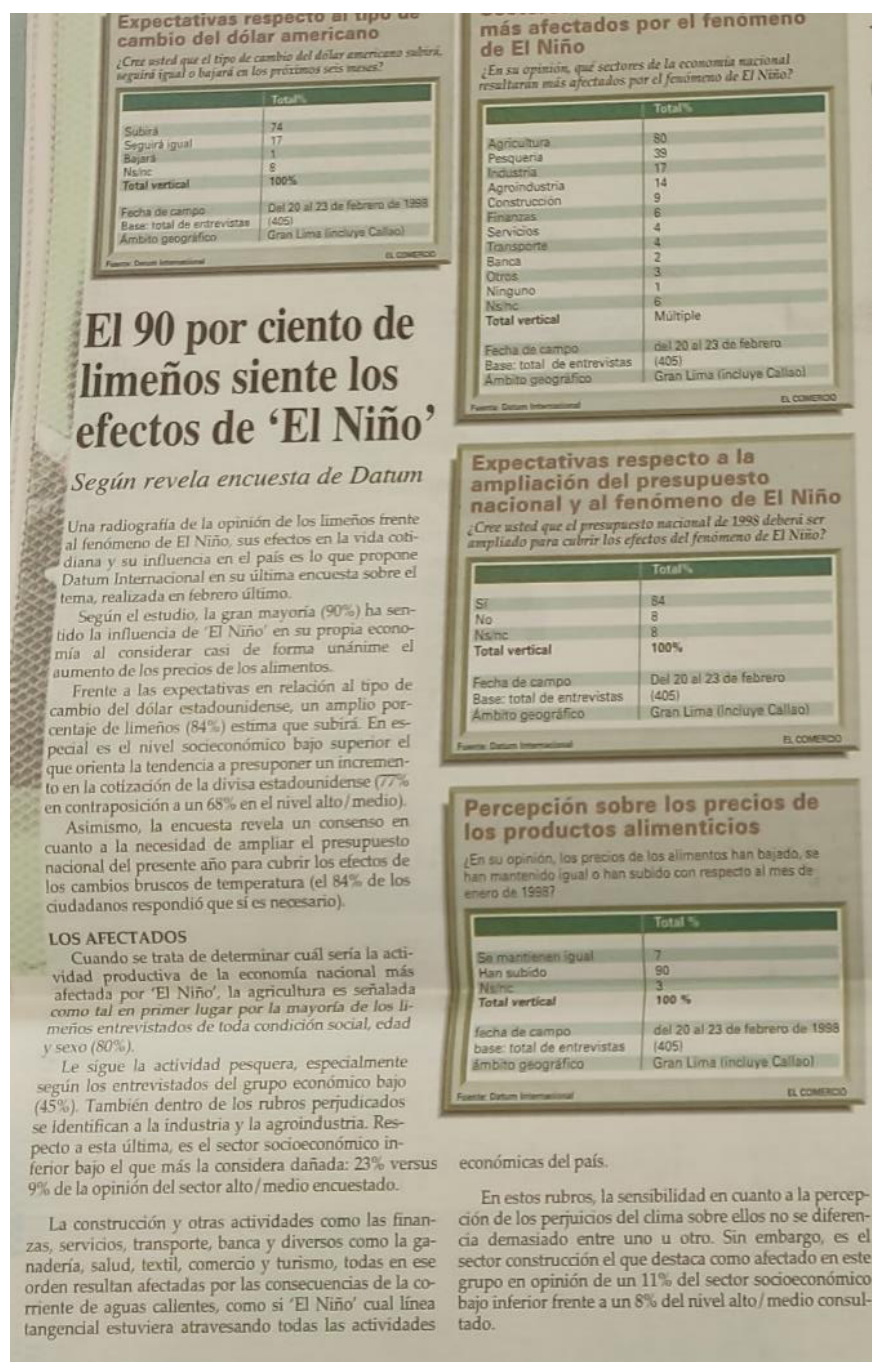 Expectativas respecto al tipo de
cambio del dólar americano
¿Cree usted que el tipo de cambio del dólar americano subirá,
seguirá igual o bajará en los próximos seis meses?
Total%
Subirá 74
Seguirá igual 17
Bajará 1
Ns/nc 8
Total vertical 100%
Fecha de campo Del 20 al 23 de febrero de 1998
Base: total de entrevistas (405)
Ámbito geográfico Gran Lima (incluye Callao)
Fuente: Datum Internacional EL COMERCIO
más afectados por el fenómeno
de El Niño
¿En su opinión, qué sectores de la economía nacional
resultarán más afectados por el fenómeno de El Niño?
Total%
Agricultura 80
Pesquería 39
Industria 17
Agroindustria 14
Construcción 9
Finanzas 6
Servicios 4
Transporte 4
Banca 2
Otros 3
Ninguno 1
Ns/nc 6
Total vertical Múltiple
Fecha de campo del 20 al 23 de febrero
Base: total de entrevistas (405)
Ámbito geográfico Gran Lima (incluye Callao)
Fuente: Datum Internacional EL COMERCIO
El 90 por ciento de
limeños siente los
efectos de ‘El Niño’
Según revela encuesta de Datum
Una radiografía de la opinión de los limeños frente
al fenómeno de El Niño, sus efectos en la vida coti-
diana y su influencia en el país es lo que propone
Datum Internacional en su última encuesta sobre el
tema, realizada en febrero último.
Según el estudio, la gran mayoría (90%) ha sen-
tido la influencia de ‘El Niño’ en su propia econo-
mía al considerar casi de forma unánime el
aumento de los precios de los alimentos.
Frente a las expectativas en relación al tipo de
cambio del dólar estadounidense, un amplio por-
centaje de limeños (84%) estima que subirá. En es-
pecial es el nivel socioeconómico bajo superior el
que orienta la tendencia a presuponer un incremen-
to en la cotización de la divisa estadounidense (77%
en contraposición a un 68% en el nivel alto/medio).
Asimismo, la encuesta revela un consenso en
cuanto a la necesidad de ampliar el presupuesto
nacional del presente año para cubrir los efectos de
los cambios bruscos de temperatura (el 84% de los
ciudadanos respondió que sí es necesario).
LOS AFECTADOS
Cuando se trata de determinar cuál sería la acti-
vidad productiva de la economía nacional más
afectada por ‘El Niño’, la agricultura es señalada
como tal en primer lugar por la mayoría de los li-
meños entrevistados de toda condición social, edad
y sexo (80%).
Le sigue la actividad pesquera, especialmente
según los entrevistados del grupo económico bajo
(45%). También dentro de los rubros perjudicados
se identifican a la industria y la agroindustria. Res-
pecto a esta última, es el sector socioeconómico in-
ferior bajo el que más la considera dañada: 23% versus
9% de la opinión del sector alto/medio encuestado.
La construcción y otras actividades como las finan-
zas, servicios, transporte, banca y diversos como la ga-
nadería, salud, textil, comercio y turismo, todas en ese
orden resultan afectadas por las consecuencias de la co-
rriente de aguas calientes, como si ‘El Niño’ cual línea
tangencial estuviera atravesando todas las actividades
Expectativas respecto a la
ampliación del presupuesto
nacional y al fenómeno de El Niño
¿Cree usted que el presupuesto nacional de 1998 deberá ser
ampliado para cubrir los efectos del fenómeno de El Niño?
Total%
Sí 84
No 8
Ns/nc 8
Total vertical 100%
Fecha de campo Del 20 al 23 de febrero
Base: total de entrevistas (405)
Ámbito geográfico Gran Lima (Incluye Callao)
Fuente: Datum Internacional EL COMERCIO
Percepción sobre los precios de
los productos alimenticios
¿En su opinión, los precios de los alimentos han bajado, se
han mantenido igual o han subido con respecto al mes de
enero de 1998?
Total %
Se mantienen igual 7
Han subido 90
Ns/nc 3
Total vertical 100 %
fecha de campo del 20 al 23 de febrero de 1998
base: total de entrevistas (405)
ámbito geográfico Gran Lima (incluye Callao)
Fuente: Datum Internacional EL COMERCIO
económicas del país.
En estos rubros, la sensibilidad en cuanto a la percep-
ción de los perjuicios del clima sobre ellos no se diferen-
cia demasiado entre uno u otro. Sin embargo, es el
sector construcción el que destaca como afectado en este
grupo en opinión de un 11% del sector socioeconómico
bajo inferior frente a un 8% del nivel alto/medio consul-
tado.